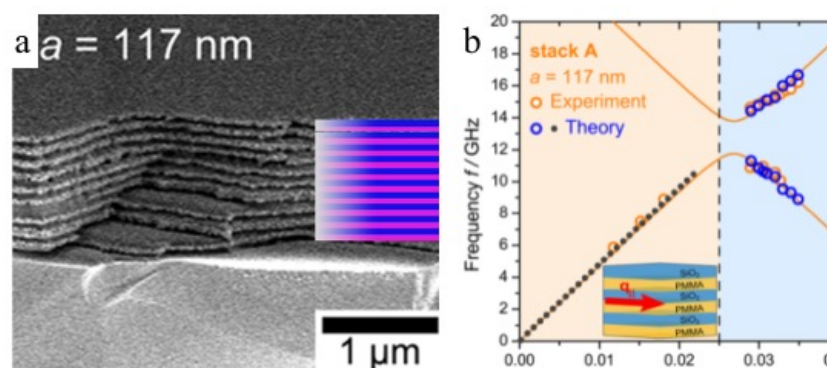 a
a = 117 nm
1 µm
b
20
18
16
14
12
10
8
6
4
2
0
Frequency f / GHz
stack A
a = 117 nm
Experiment
Theory
q
SiO₂
PMMA
SiO₂
PMMA
SiO₂
PMMA
0.00
0.01
0.02
0.03